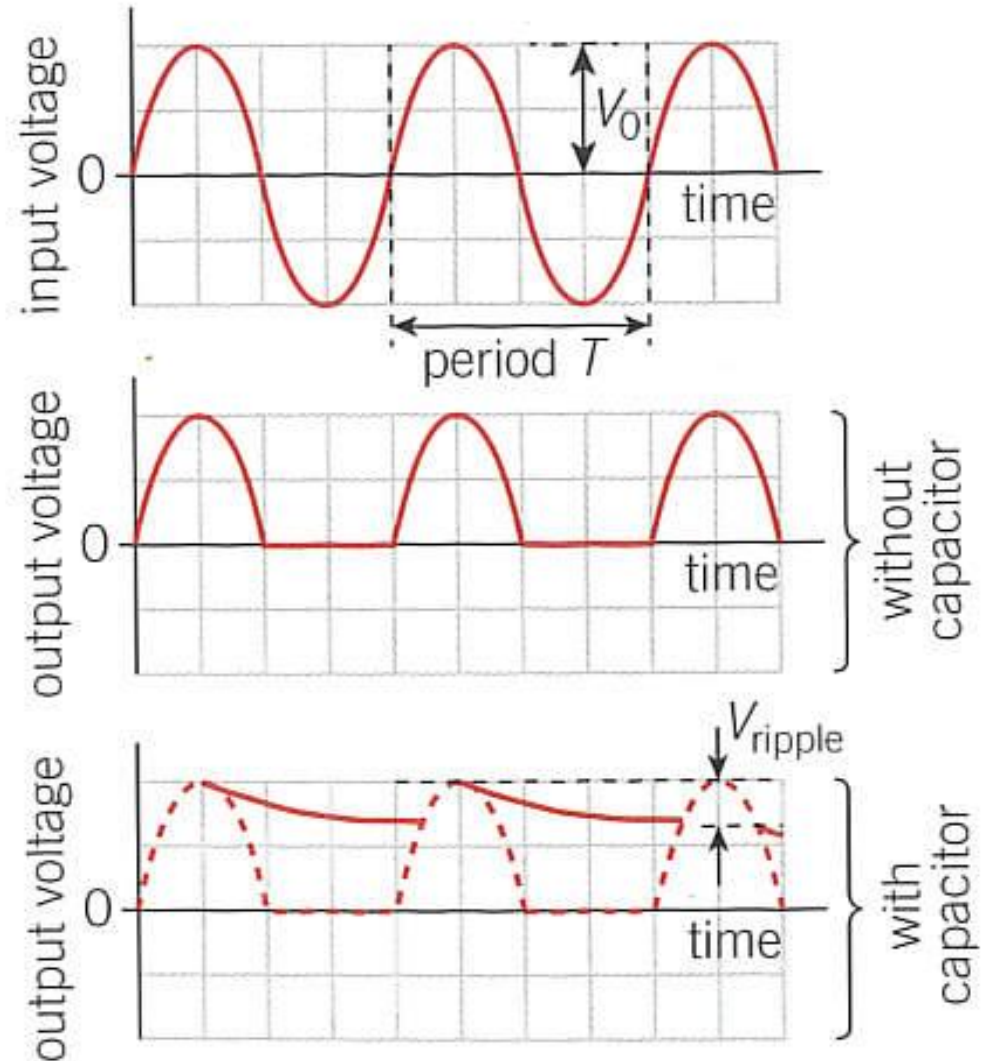 input voltage
0
V0
time
period T
output voltage
0
time
without
capacitor
Vripple
output voltage
0
time
with
capacitor